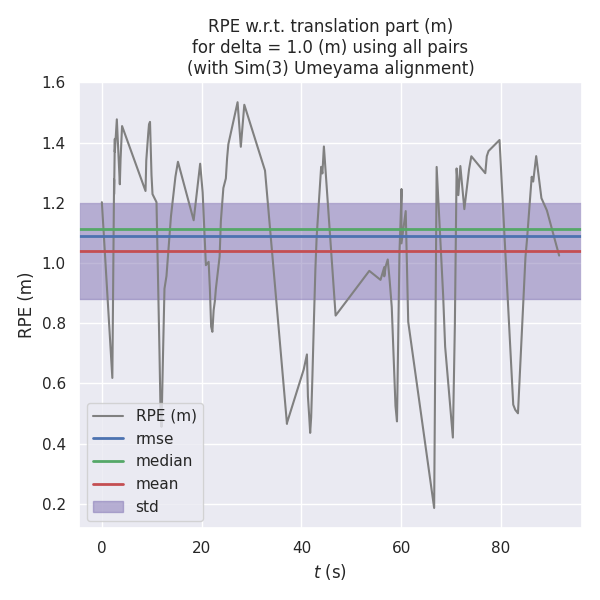 RPE w.r.t. translation part (m)
for delta = 1.0 (m) using all pairs
(with Sim(3) Umeyama alignment)
RPE (m)
1.6
1.4
1.2
1.0
0.8
0.6
0.4
0.2
RPE (m)
rmse
median
mean
std
0 20 40 60 80
t (s)